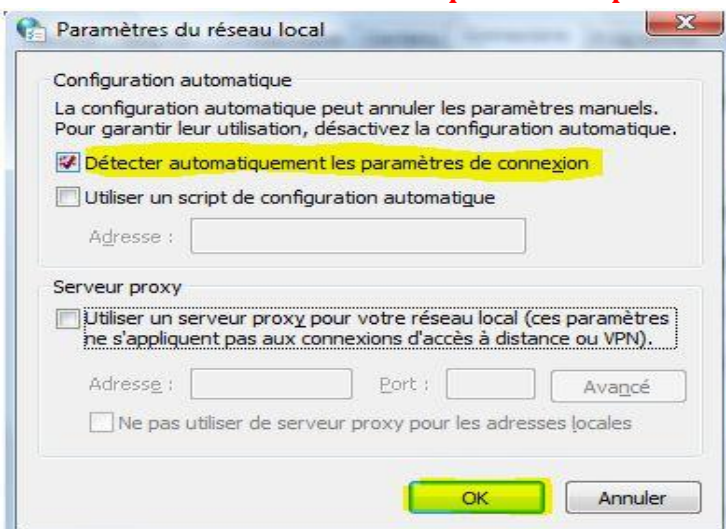 Paramètres du réseau local
Configuration automatique
La configuration automatique peut annuler les paramètres manuels.
Pour garantir leur utilisation, désactivez la configuration automatique.
Détecter automatiquement les paramètres de connexion
Utiliser un script de configuration automatique
Adresse :
Serveur proxy
Utiliser un serveur proxy pour votre réseau local (ces paramètres
ne s'appliquent pas aux connexions d'accès à distance ou VPN).
Adresse : Port : Avancé
Ne pas utiliser de serveur proxy pour les adresses locales
OK Annuler